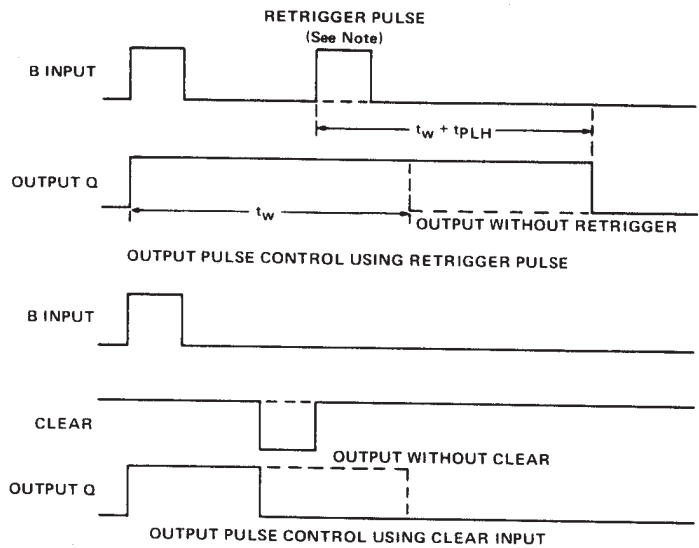 RETRIGGER PULSE
(See Note)
B INPUT
tw + tPLH
OUTPUT Q
tw
OUTPUT WITHOUT RETRIGGER
OUTPUT PULSE CONTROL USING RETRIGGER PULSE
B INPUT
CLEAR
OUTPUT WITHOUT CLEAR
OUTPUT Q
OUTPUT PULSE CONTROL USING CLEAR INPUT